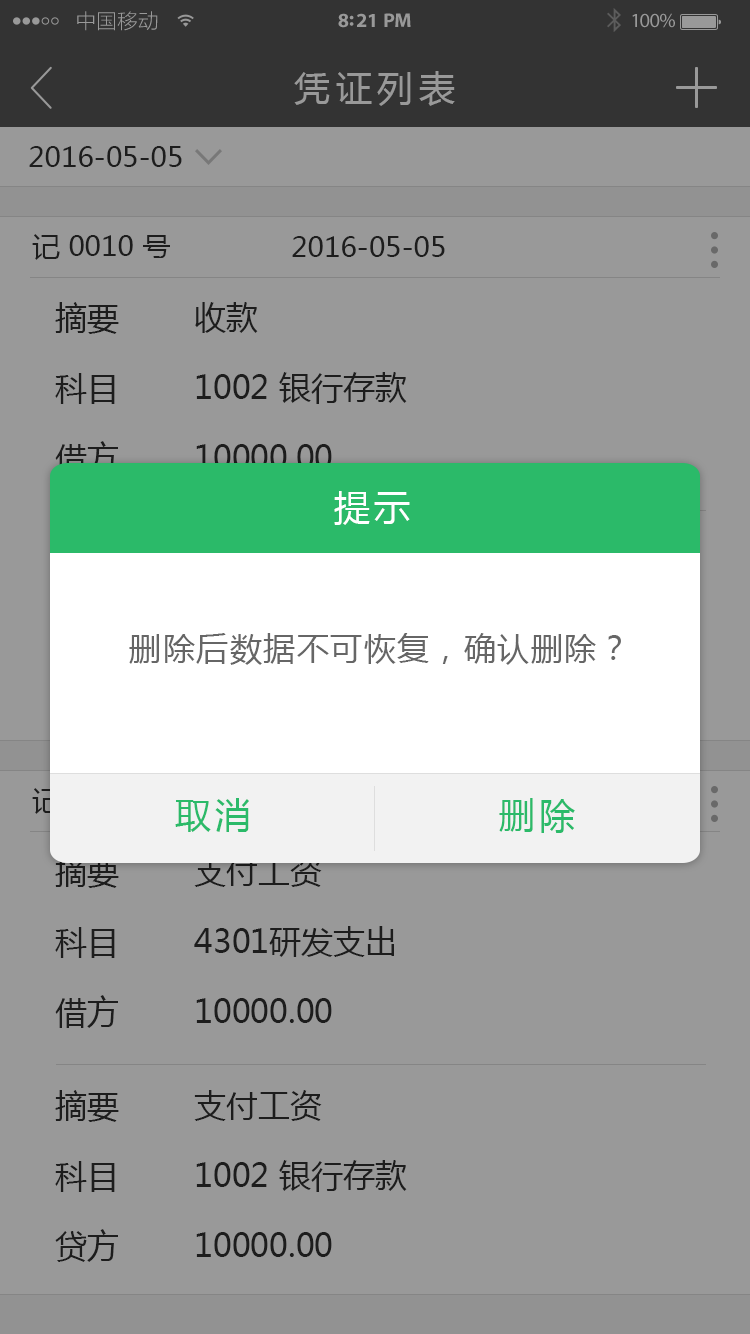 中国移动 8:21 PM 100%
凭证列表
2016-05-05
记 0010 号 2016-05-05
摘要 收款
科目 1002 银行存款
借方 10000.00
提示
删除后数据不可恢复，确认删除？
取消 删除
记
摘要 支付工资
科目 4301研发支出
借方 10000.00
摘要 支付工资
科目 1002 银行存款
贷方 10000.00